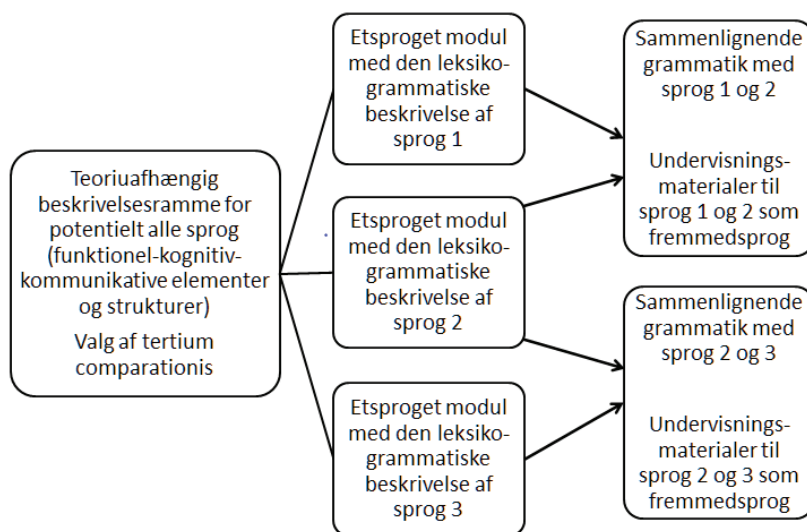 Teoriuafhængig
beskrivelsesramme for
potentielt alle sprog
(funktionel-kognitiv-
kommunikative elementer
og strukturer)
Valg af tertium
comparationis
Etsproget modul
med den leksiko-
grammatiske
beskrivelse af
sprog 1
Etsproget modul
med den leksiko-
grammatiske
beskrivelse af
sprog 2
Etsproget modul
med den leksiko-
grammatiske
beskrivelse af
sprog 3
Sammenlignende
grammatik med
sprog 1 og 2
Undervisnings-
materialer til
sprog 1 og 2 som
fremmedsprog
Sammenlignende
grammatik med
sprog 2 og 3
Undervisnings-
materialer til
sprog 2 og 3 som
fremmedsprog